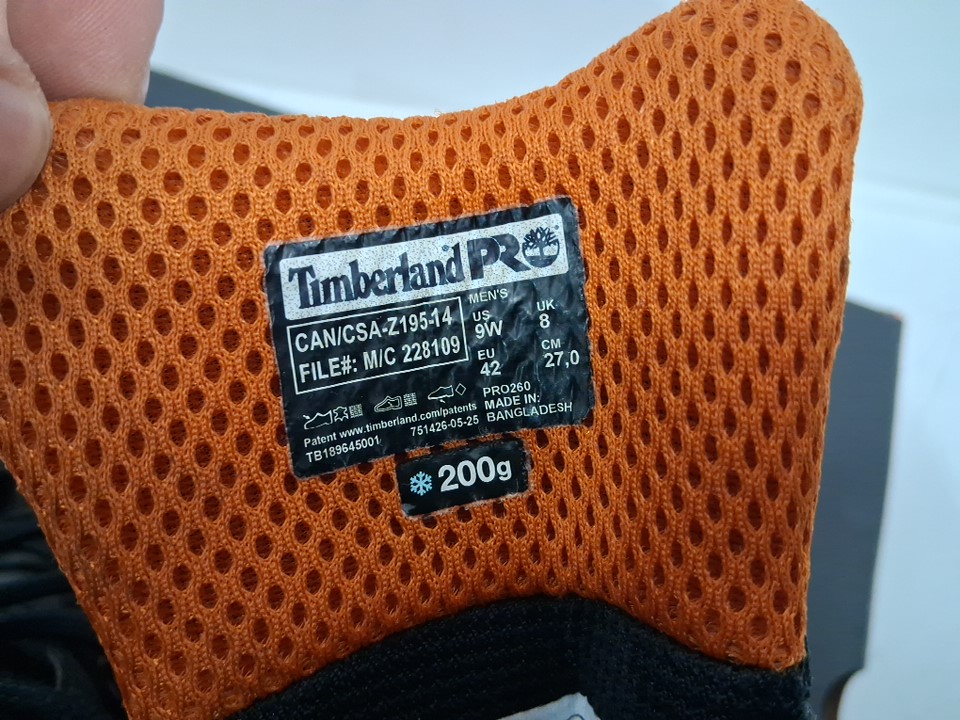 Timberland® PRO
CAN/CSA-Z195-14
FILE#: M/C 228109
MEN'S
US
9W
UK
8
EU
42
CM
27,0
PRO260
MADE IN:
BANGLADESH
Patent www.timberland.com/patents
TB189645001 751426-05-25
200g